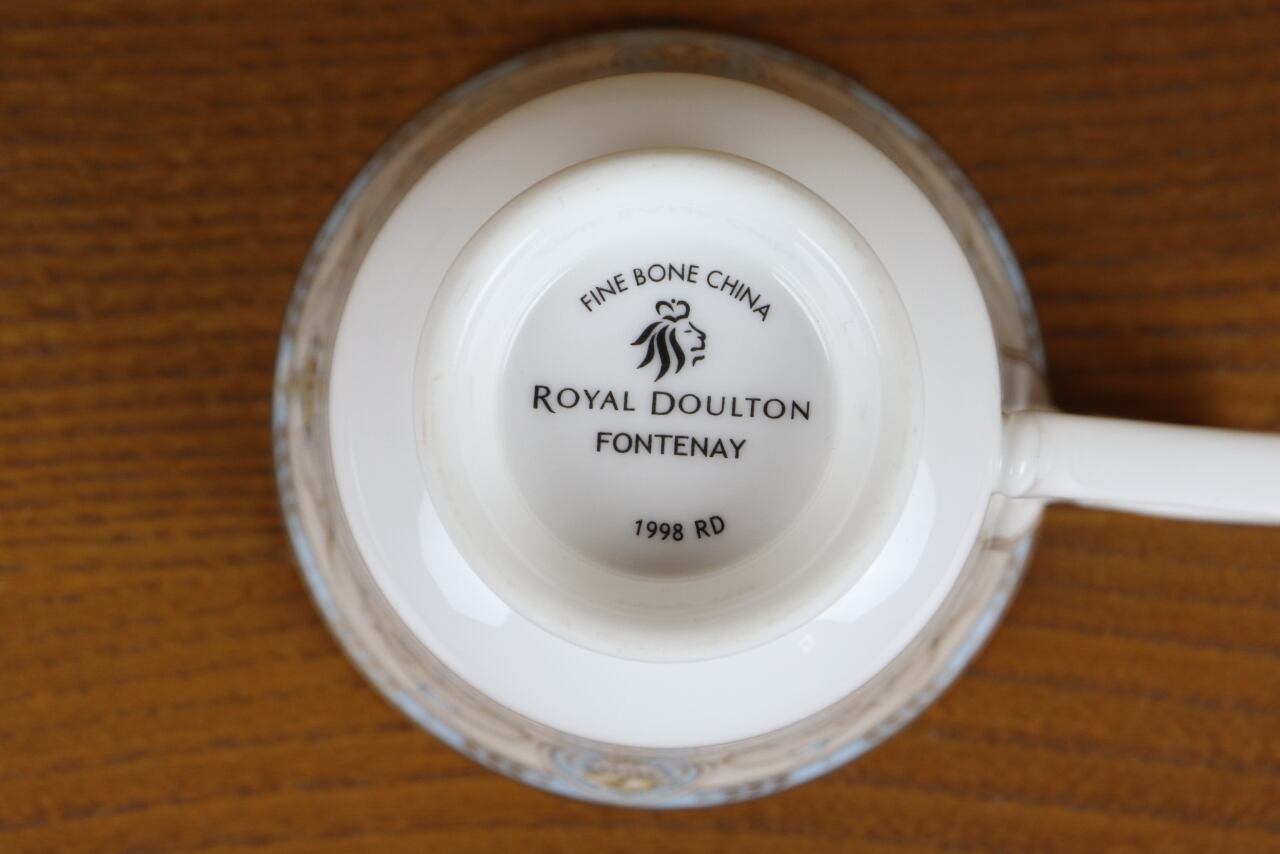 FINE BONE CHINA
ROYAL DOULTON
FONTENAY
1998 RD